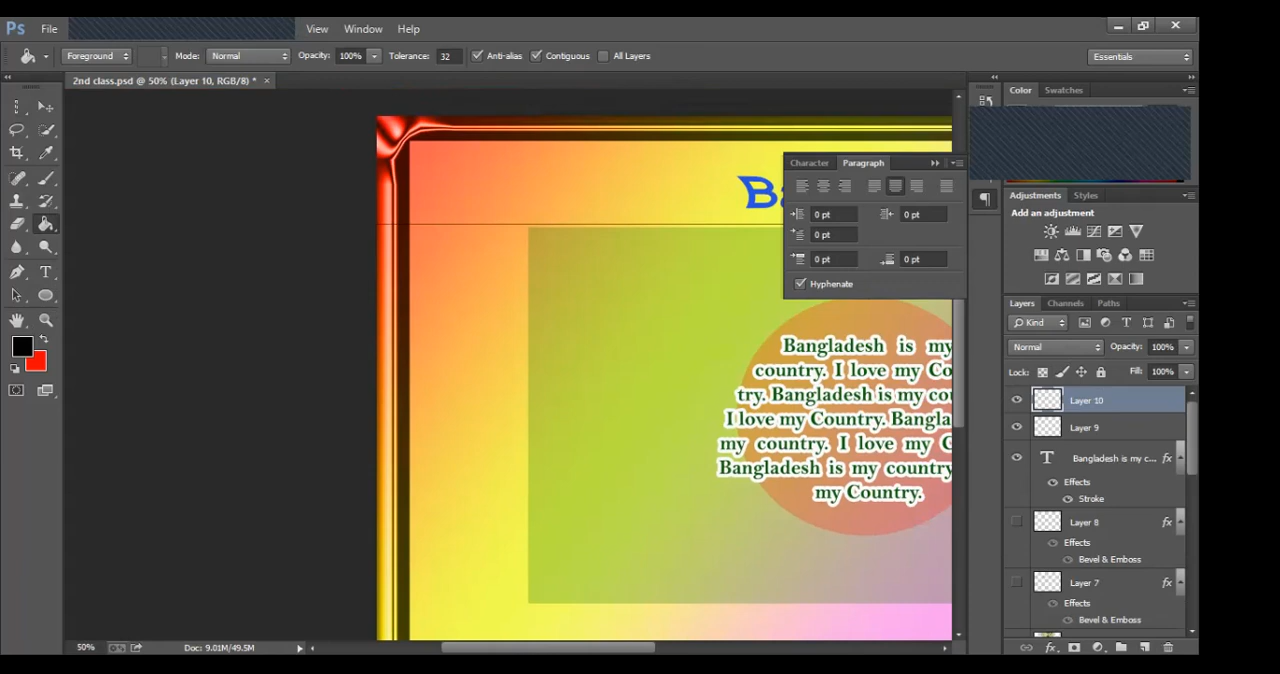 Ps File View Window Help
Foreground Mode: Normal Opacity: 100% Tolerance: 32 Anti-alias Contiguous All Layers Essentials
2nd class.psd @ 50% (Layer 10, RGB/8) * ×
Color Swatches
Character Paragraph
0 pt 0 pt
0 pt
0 pt 0 pt
Hyphenate
Ba
Bangladesh is my
country. I love my Co
try. Bangladesh is my cou
I love my Country. Bangla
my country. I love my C
Bangladesh is my country
my Country.
Adjustments Styles
Add an adjustment
Layers Channels Paths
Kind
Normal Opacity: 100%
Lock: Fill: 100%
Layer 10
Layer 9
T Bangladesh is my c... fx
Effects
Stroke
Layer 8 fx
Effects
Bevel & Emboss
Layer 7 fx
Effects
Bevel & Emboss
50% Doc: 9.01M/49.5M